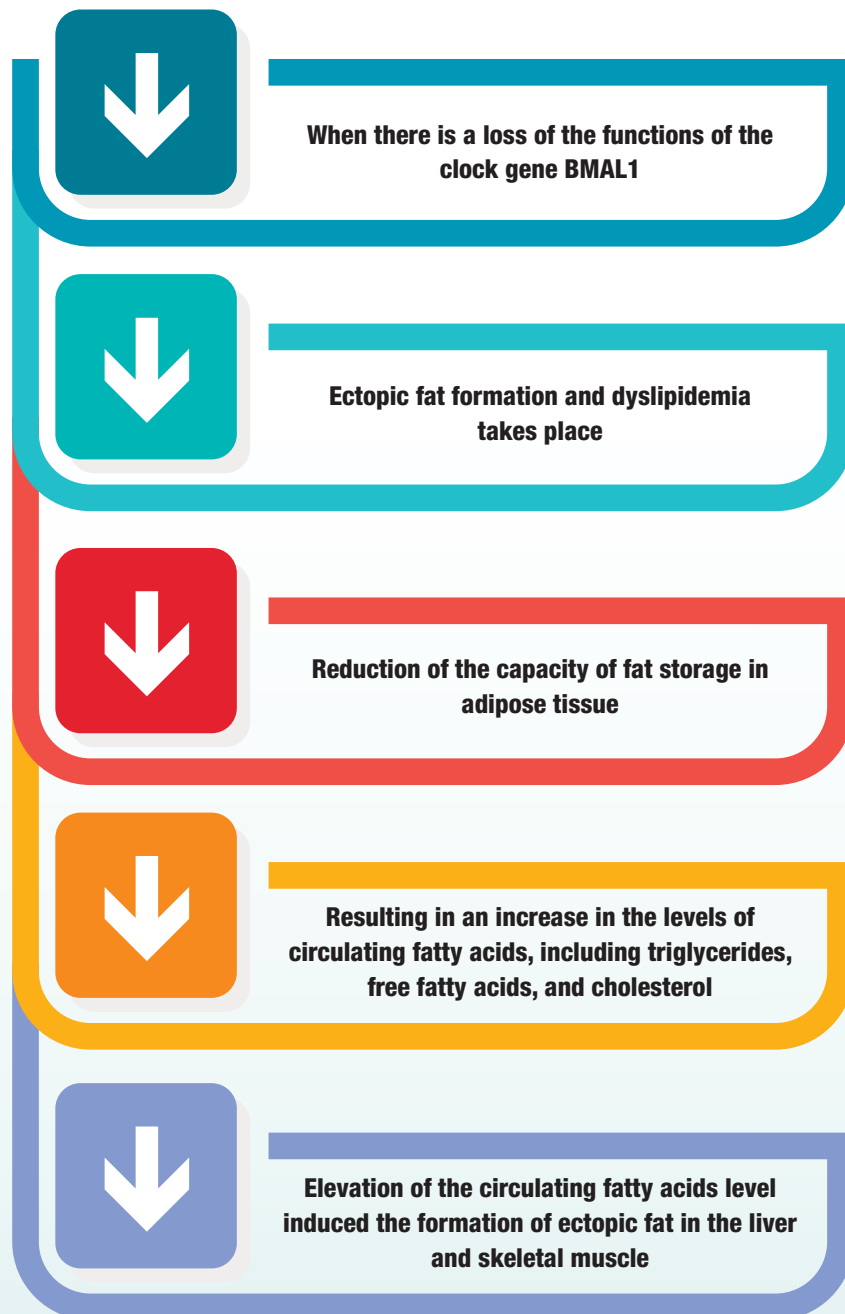 When there is a loss of the functions of the
clock gene BMAL1
Ectopic fat formation and dyslipidemia
takes place
Reduction of the capacity of fat storage in
adipose tissue
Resulting in an increase in the levels of
circulating fatty acids, including triglycerides,
free fatty acids, and cholesterol
Elevation of the circulating fatty acids level
induced the formation of ectopic fat in the liver
and skeletal muscle